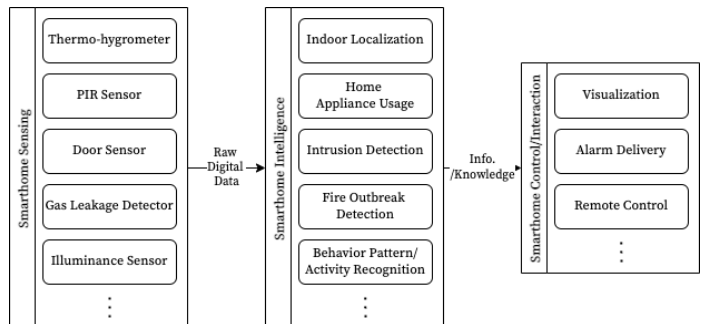 Smarthome Sensing
Thermo-hygrometer
PIR Sensor
Door Sensor
Gas Leakage Detector
Illuminance Sensor
Raw
Digital
Data
Smarthome Intelligence
Indoor Localization
Home
Appliance Usage
Intrusion Detection
Fire Outbreak
Detection
Behavior Pattern/
Activity Recognition
Info.
/Knowledge
Smarthome Control/Interaction
Visualization
Alarm Delivery
Remote Control